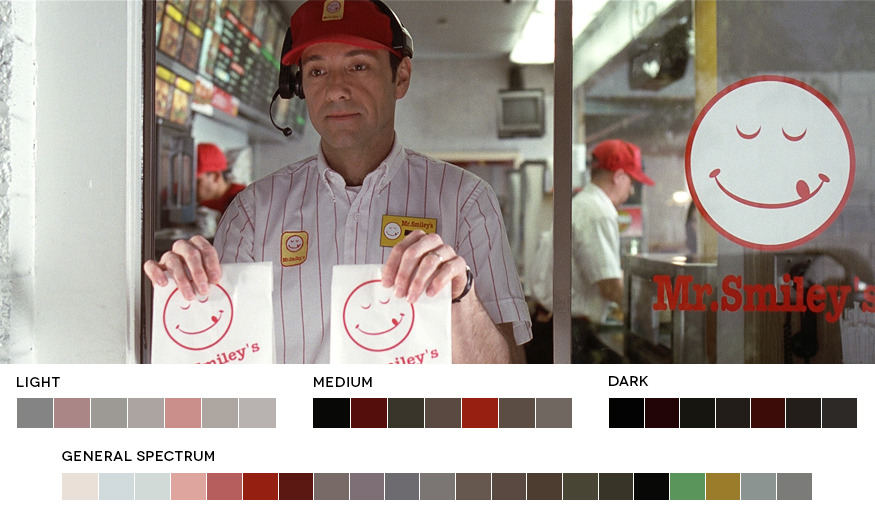 Mr. Smiley's
Mr. Smiley's
Mr. Smiley's
miley's
miley's
LIGHT
MEDIUM
DARK
GENERAL SPECTRUM